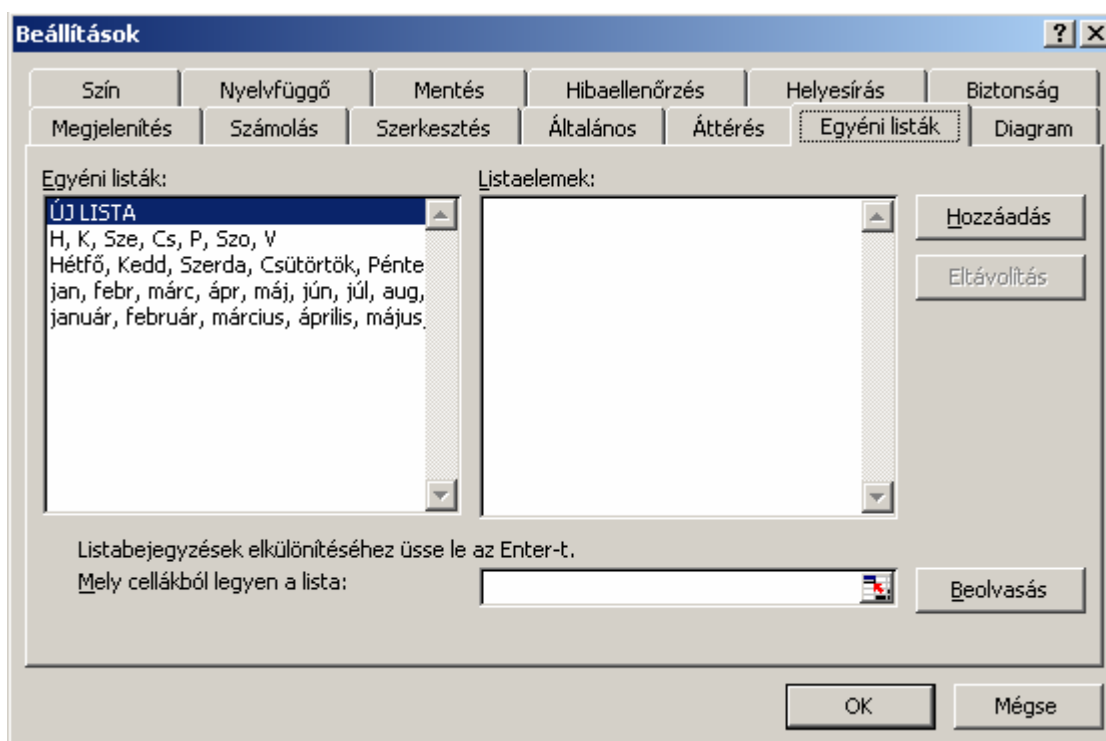 Beállítások
Szín Nyelvfüggő Mentés Hibaellenőrzés Helyesírás Biztonság
Megjelenítés Számolás Szerkesztés Általános Áttérés Egyéni listák Diagram
Egyéni listák: Listaelemek:
ÚJ LISTA
H, K, Sze, Cs, P, Szo, V
Hétfő, Kedd, Szerda, Csütörtök, Pénte
jan, febr, márc, ápr, máj, jún, júl, aug,
január, február, március, április, május,
Hozzáadás
Eltávolítás
Listabejegyzések elkülönítéséhez üsse le az Enter-t.
Mely cellákból legyen a lista: Beolvasás
OK Mégse